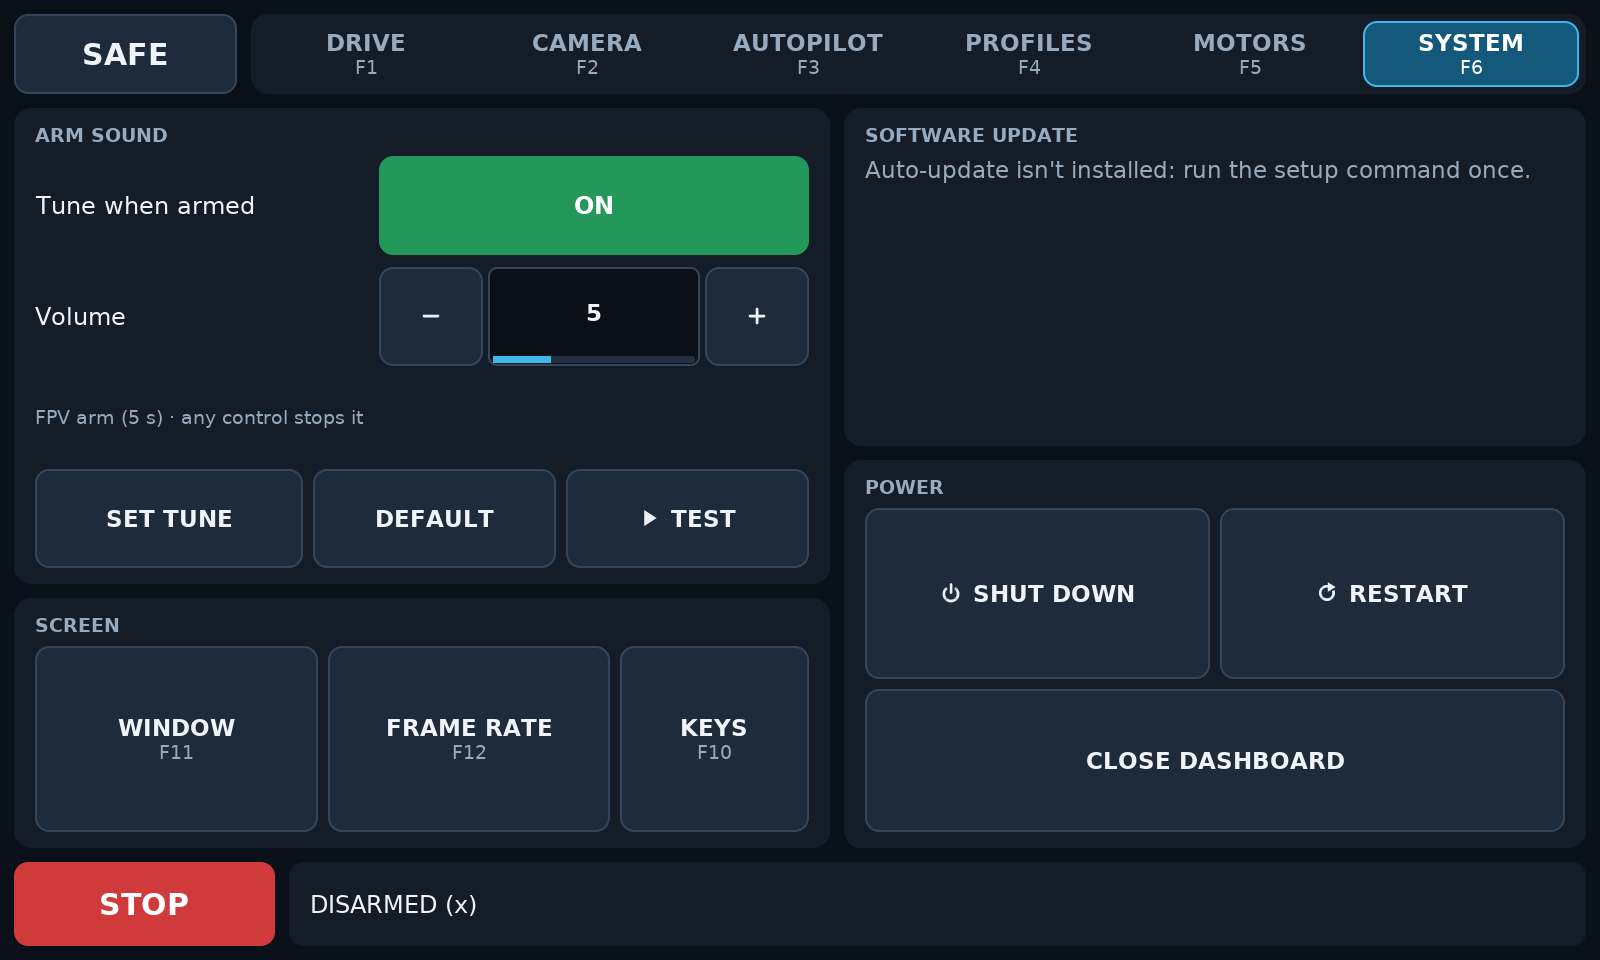 SAFE
DRIVE
F1
CAMERA
F2
AUTOPILOT
F3
PROFILES
F4
MOTORS
F5
SYSTEM
F6
ARM SOUND
Tune when armed
ON
Volume
−
5
+
FPV arm (5 s) · any control stops it
SET TUNE
DEFAULT
TEST
SCREEN
WINDOW
F11
FRAME RATE
F12
KEYS
F10
SOFTWARE UPDATE
Auto-update isn't installed: run the setup command once.
POWER
SHUT DOWN
RESTART
CLOSE DASHBOARD
STOP
DISARMED (x)